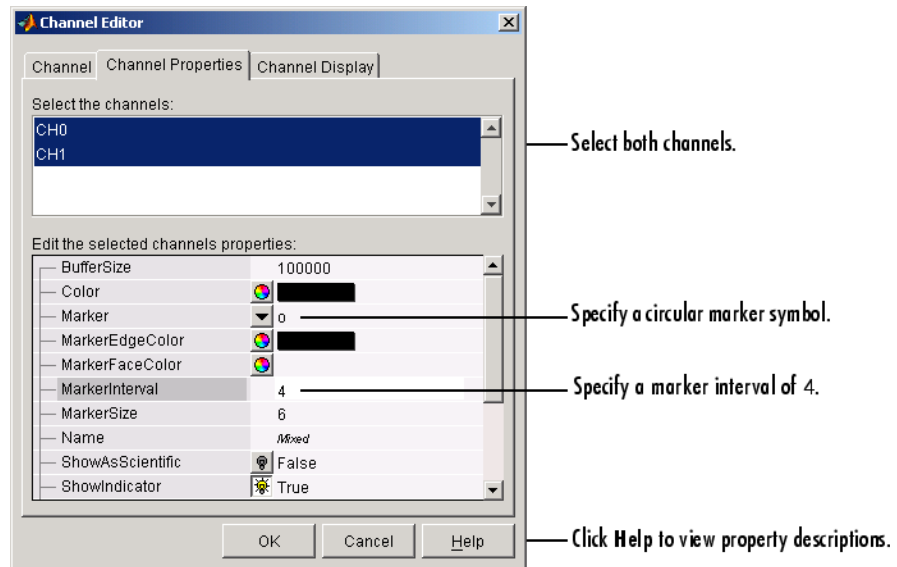 Channel Editor
Channel Channel Properties Channel Display
Select the channels:
CH0
CH1
Select both channels.
Edit the selected channels properties:
BufferSize 100000
Color
Marker o
Specify a circular marker symbol.
MarkerEdgeColor
MarkerFaceColor
MarkerInterval 4
Specify a marker interval of 4.
MarkerSize 6
Name /Mixed
ShowAsScientific False
ShowIndicator True
OK Cancel Help
Click Help to view property descriptions.